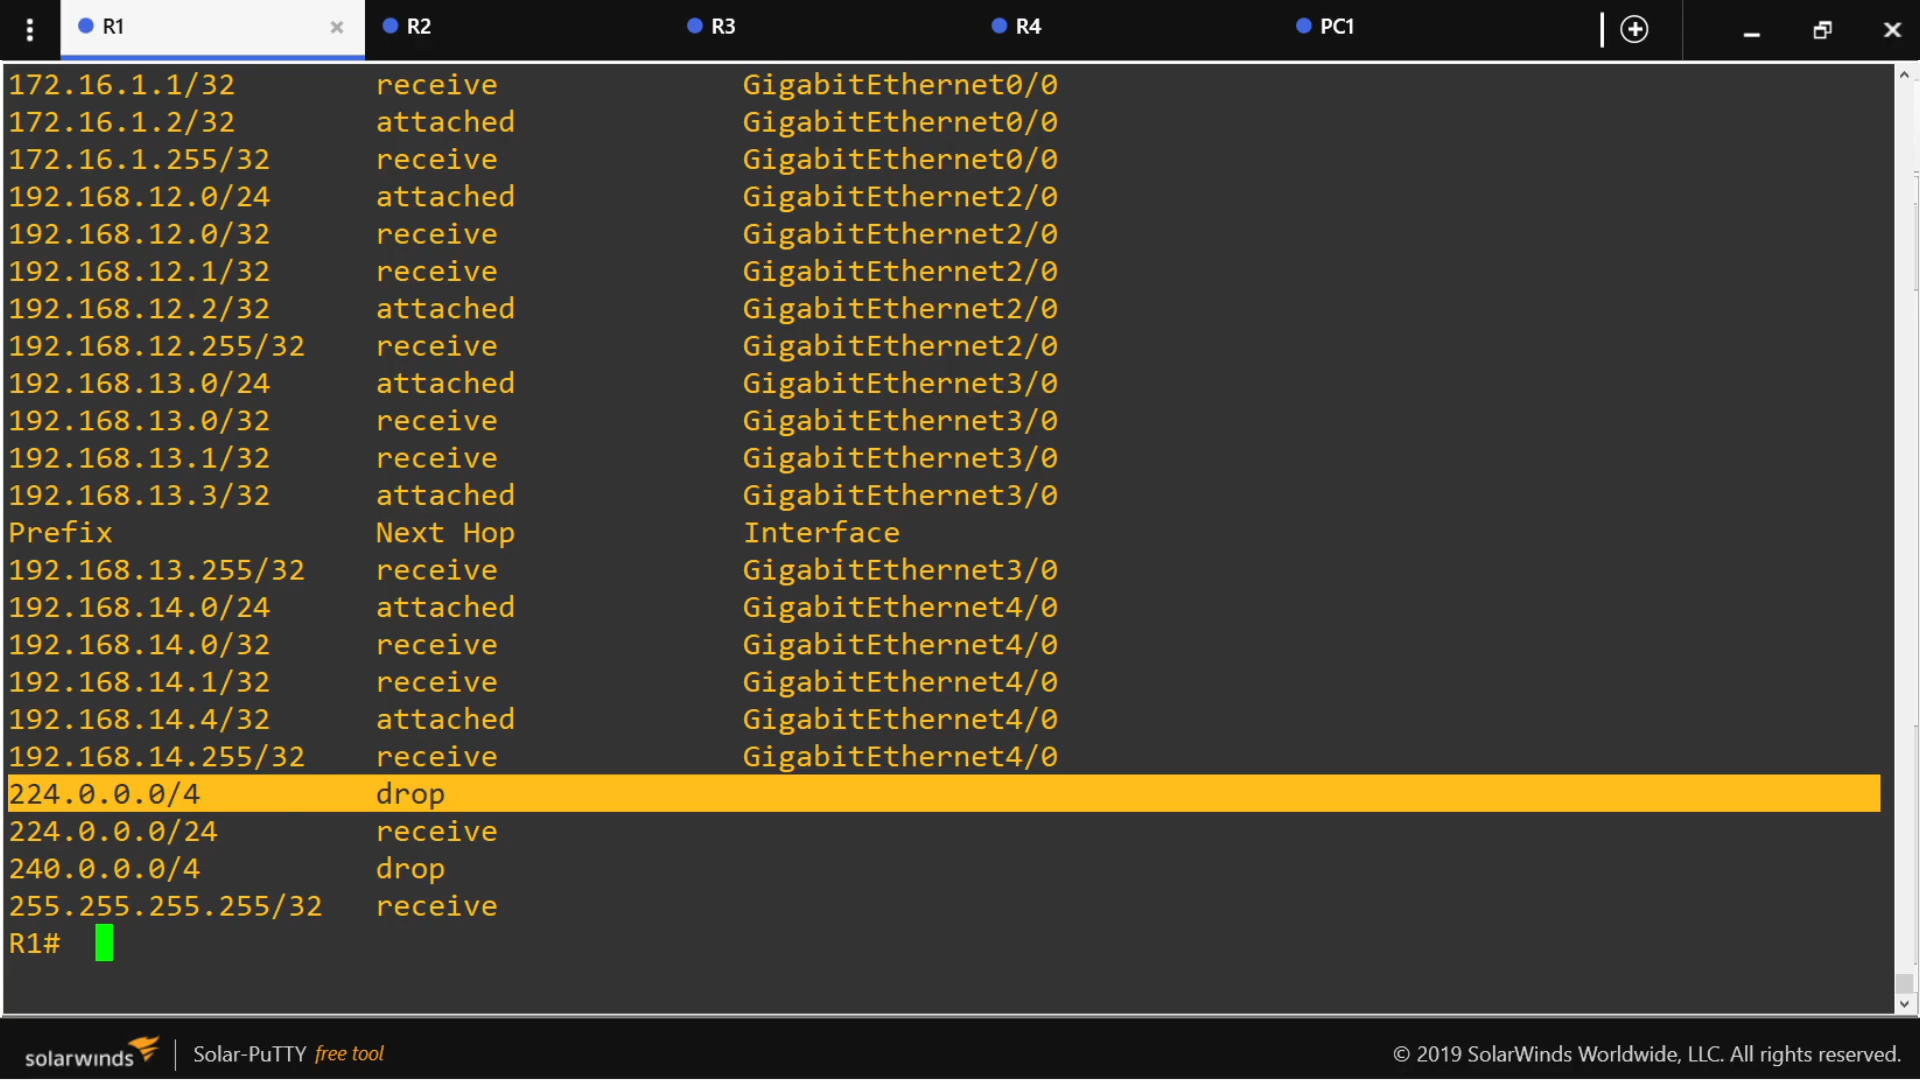 R1 R2 R3 R4 PC1
172.16.1.1/32 receive GigabitEthernet0/0
172.16.1.2/32 attached GigabitEthernet0/0
172.16.1.255/32 receive GigabitEthernet0/0
192.168.12.0/24 attached GigabitEthernet2/0
192.168.12.0/32 receive GigabitEthernet2/0
192.168.12.1/32 receive GigabitEthernet2/0
192.168.12.2/32 attached GigabitEthernet2/0
192.168.12.255/32 receive GigabitEthernet2/0
192.168.13.0/24 attached GigabitEthernet3/0
192.168.13.0/32 receive GigabitEthernet3/0
192.168.13.1/32 receive GigabitEthernet3/0
192.168.13.3/32 attached GigabitEthernet3/0
Prefix Next Hop Interface
192.168.13.255/32 receive GigabitEthernet3/0
192.168.14.0/24 attached GigabitEthernet4/0
192.168.14.0/32 receive GigabitEthernet4/0
192.168.14.1/32 receive GigabitEthernet4/0
192.168.14.4/32 attached GigabitEthernet4/0
192.168.14.255/32 receive GigabitEthernet4/0
224.0.0.0/4 drop
224.0.0.0/24 receive
240.0.0.0/4 drop
255.255.255.255/32 receive
R1#
solarwinds Solar-PuTTY free tool © 2019 SolarWinds Worldwide, LLC. All rights reserved.